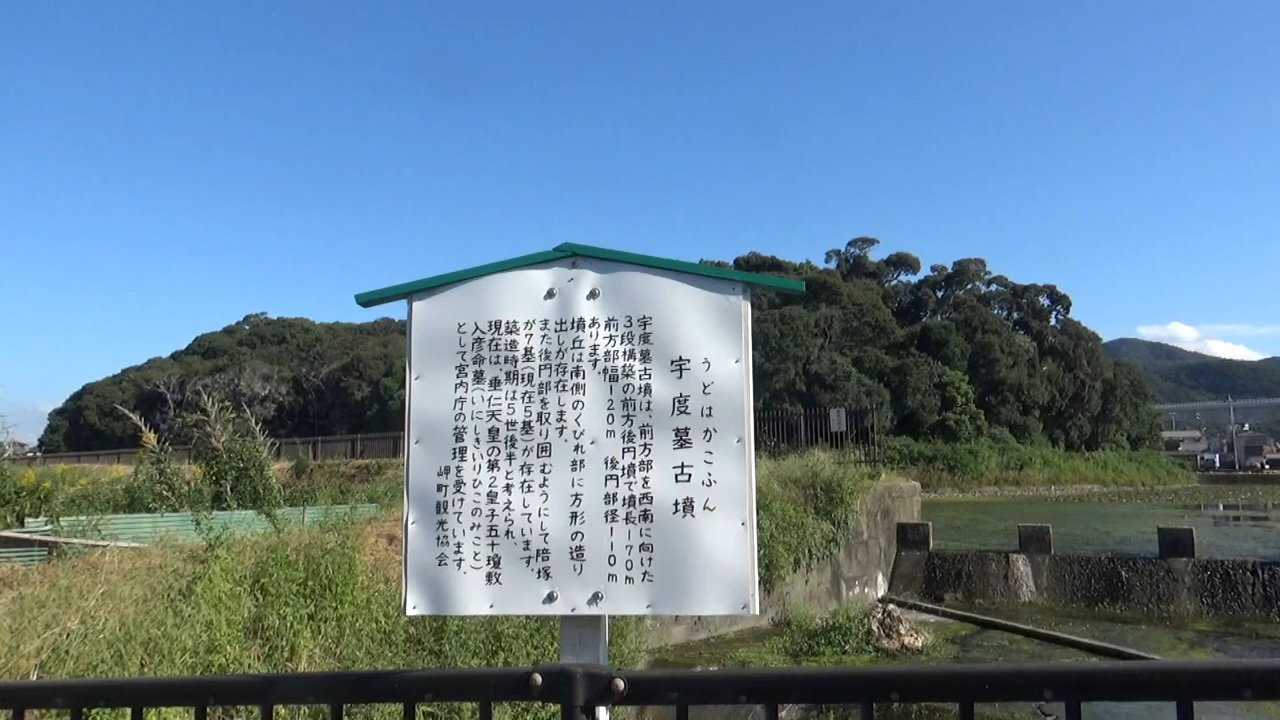 うどはかこふん
宇度墓古墳
宇度墓古墳は、前方部を西南に向けた
3段構築の前方後円墳で墳長170m
前方部幅120m 後円部径110m
あります。
墳丘は南側のくびれ部に方形の造り
出しが存在します。
また後円部を取り囲むようにして陪塚
が7基(現在5基)が存在しています。
築造時期は5世後半と考えられ、
現在は、垂仁天皇の第2皇子五十瓊敷
入彦命墓(いにしきいりひこのみこと)
として宮内庁の管理を受けています。
岬町観光協会